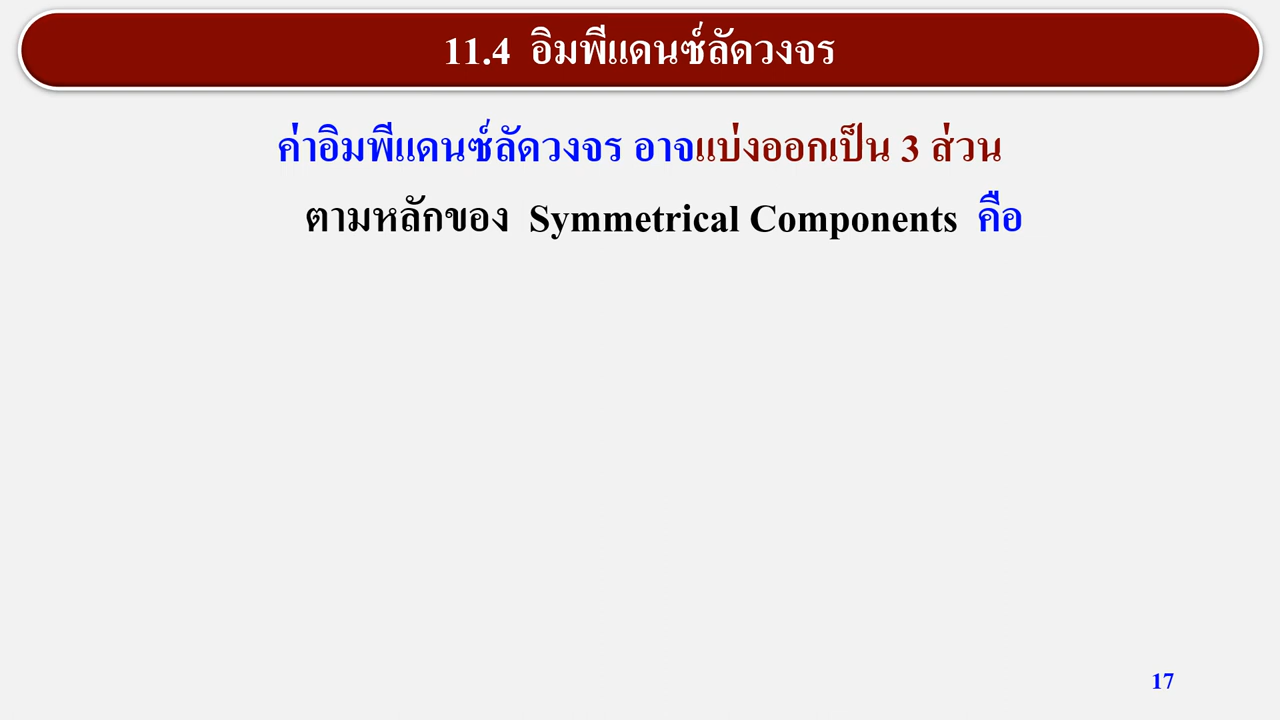 11.4 อิมพีแดนซ์ลัดวงจร
ค่าอิมพีแดนซ์ลัดวงจร อาจแบ่งออกเป็น 3 ส่วน
ตามหลักของ Symmetrical Components คือ
17